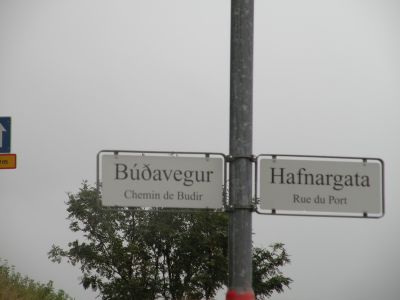 Búðavegur
Chemin de Budir
Hafnargata
Rue du Port